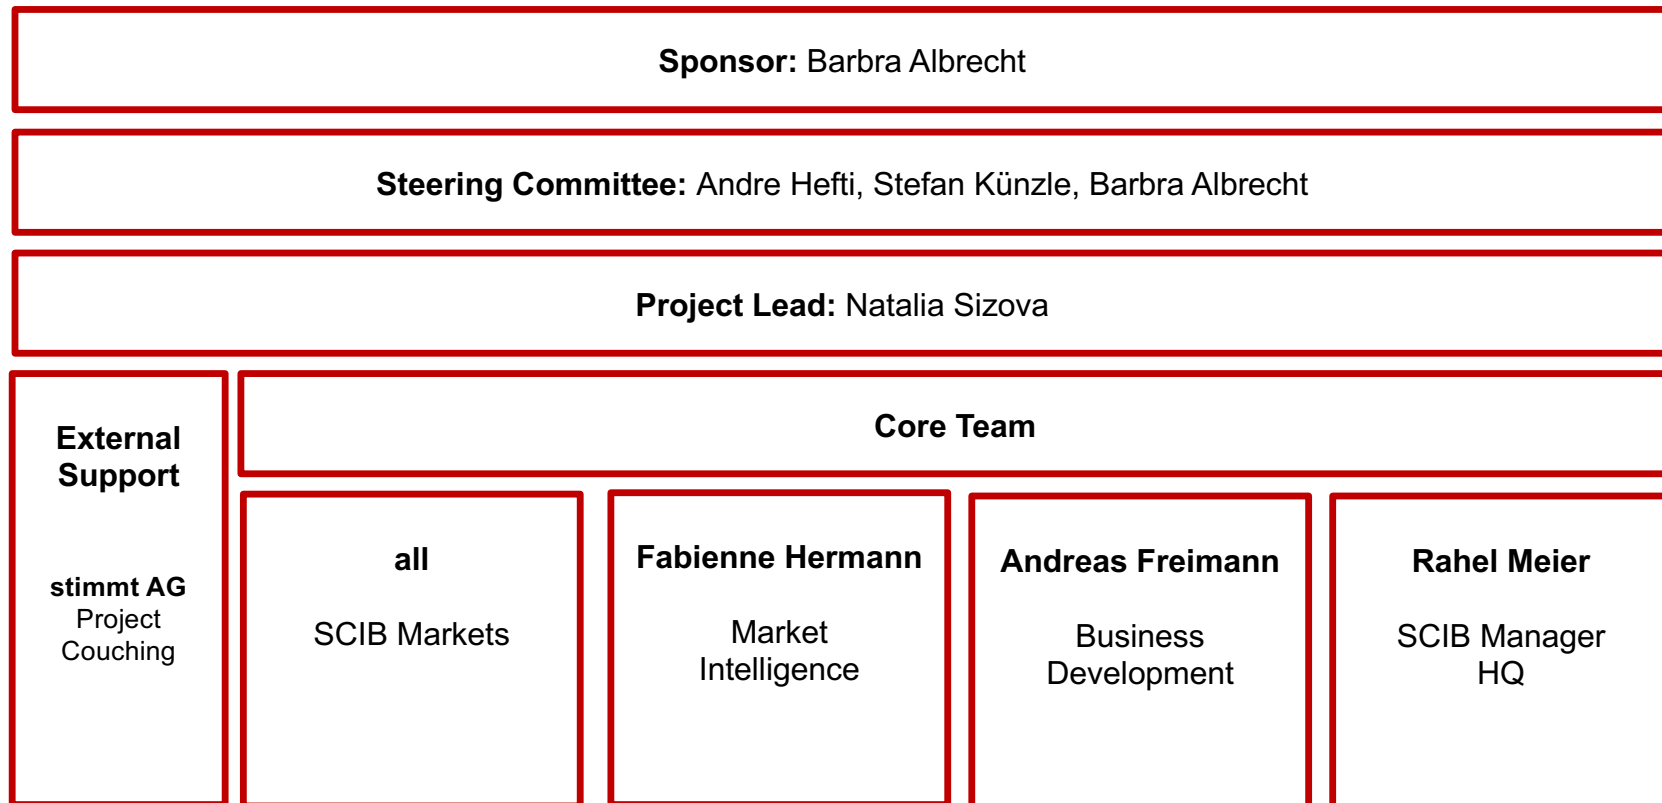 Sponsor: Barbra Albrecht
Steering Committee: Andre Hefti, Stefan Künzle, Barbra Albrecht
Project Lead: Natalia Sizova
External
Support
stimmt AG
Project
Couching
Core Team
all
SCIB Markets
Fabienne Hermann
Market
Intelligence
Andreas Freimann
Business
Development
Rahel Meier
SCIB Manager
HQ